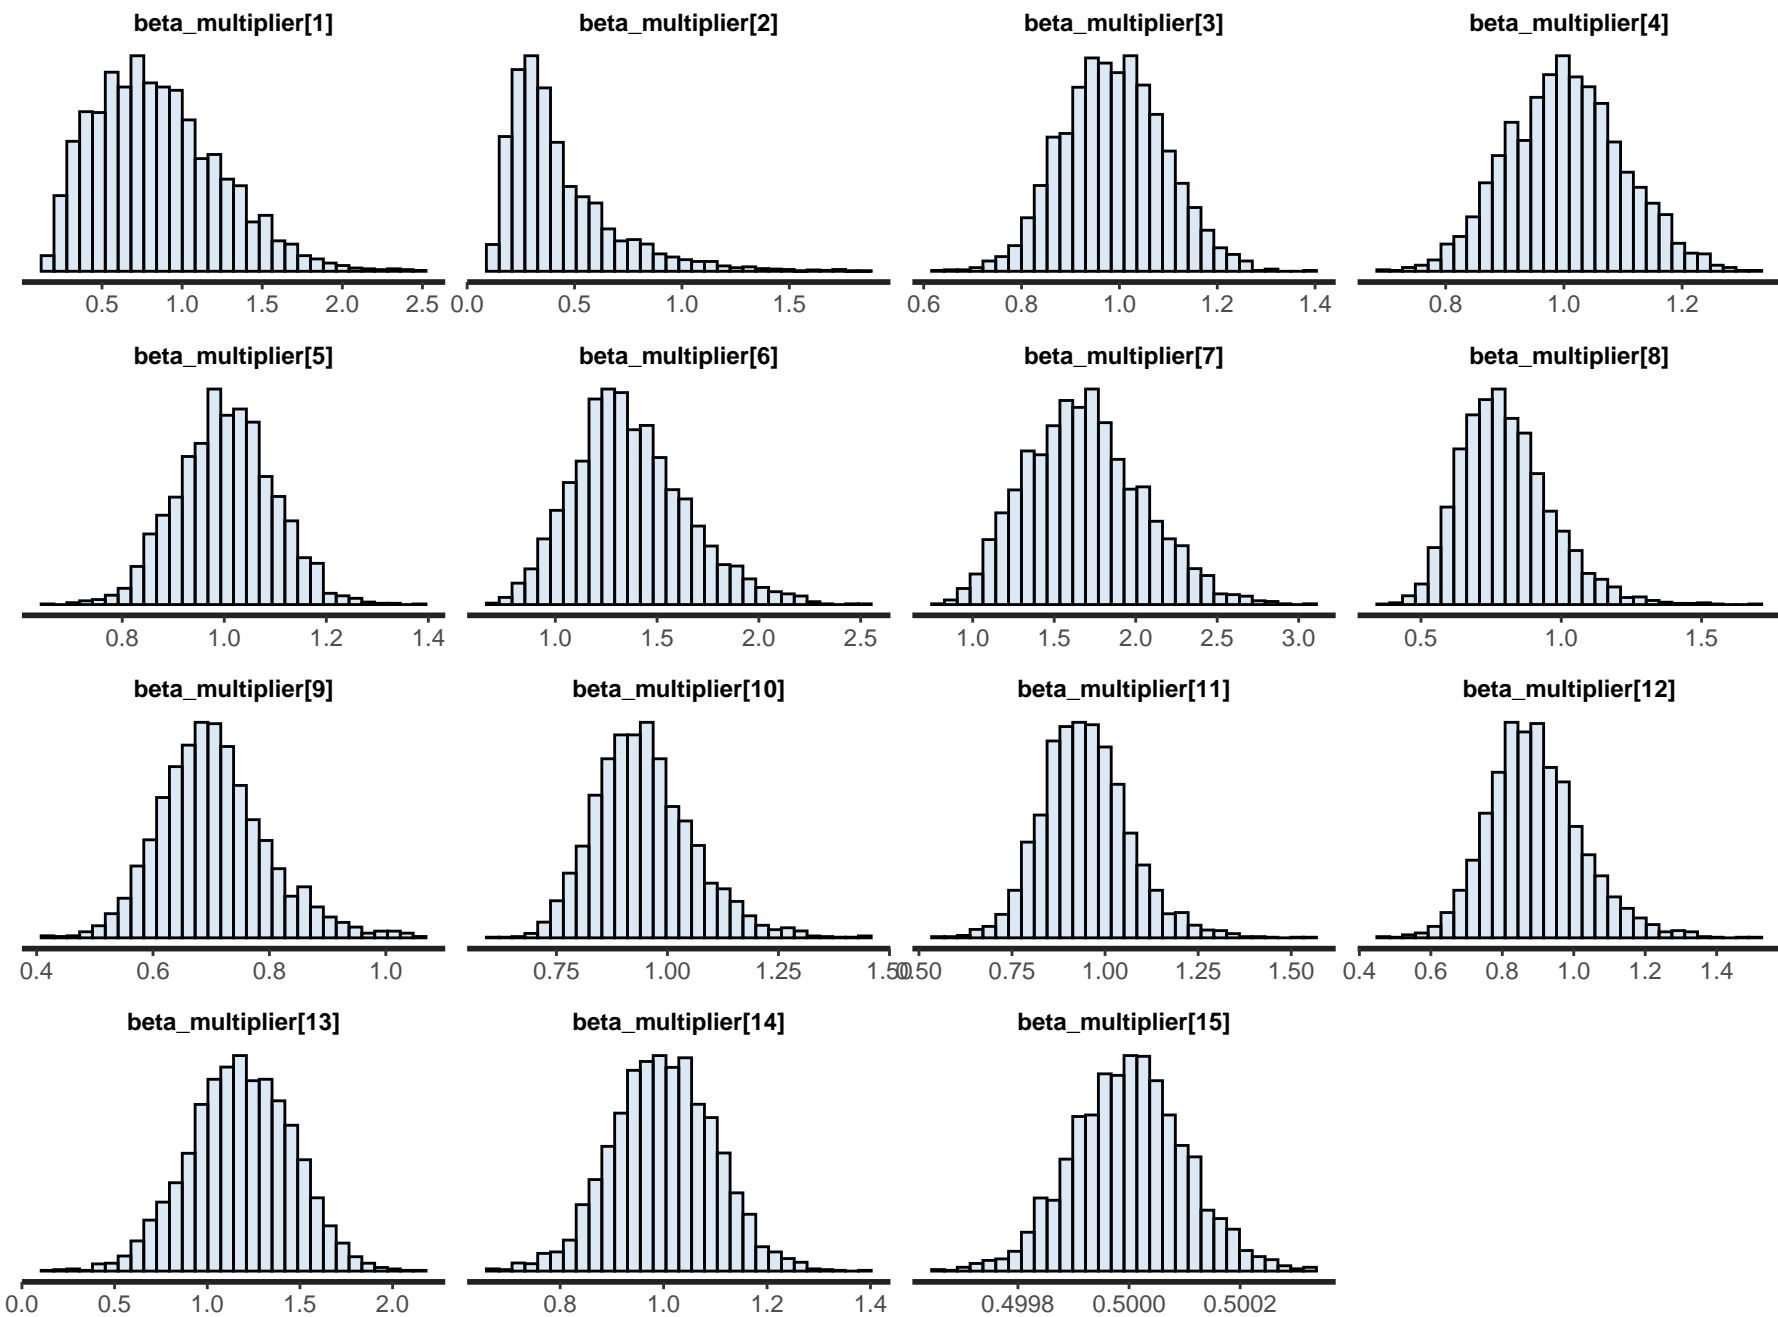 beta_multiplier[1] beta_multiplier[2] beta_multiplier[3] beta_multiplier[4]
0.5 1.0 1.5 2.0 2.5 0.0 0.5 1.0 1.5 0.6 0.8 1.0 1.2 1.4 0.8 1.0 1.2
beta_multiplier[5] beta_multiplier[6] beta_multiplier[7] beta_multiplier[8]
0.8 1.0 1.2 1.4 1.0 1.5 2.0 2.5 1.0 1.5 2.0 2.5 3.0 0.5 1.0 1.5
beta_multiplier[9] beta_multiplier[10] beta_multiplier[11] beta_multiplier[12]
0.4 0.6 0.8 1.0 0.75 1.00 1.25 1.50 0.50 0.75 1.00 1.25 1.50 0.4 0.6 0.8 1.0 1.2 1.4
beta_multiplier[13] beta_multiplier[14] beta_multiplier[15]
0.0 0.5 1.0 1.5 2.0 0.8 1.0 1.2 1.4 0.4998 0.5000 0.5002